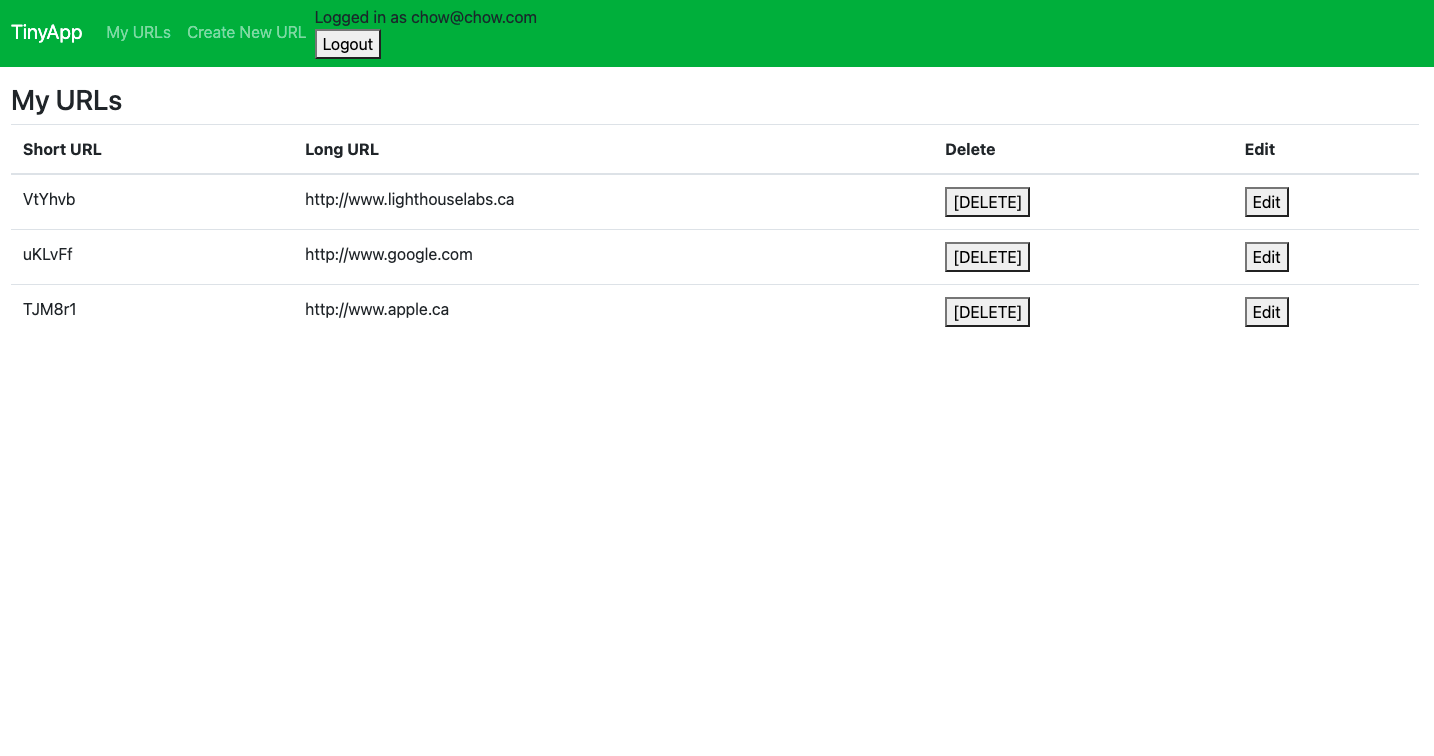 TinyApp My URLs Create New URL Logged in as chow@chow.com
Logout
My URLs
Short URL Long URL Delete Edit
VtYhvb http://www.lighthouselabs.ca [DELETE] Edit
uKLvFf http://www.google.com [DELETE] Edit
TJM8r1 http://www.apple.ca [DELETE] Edit